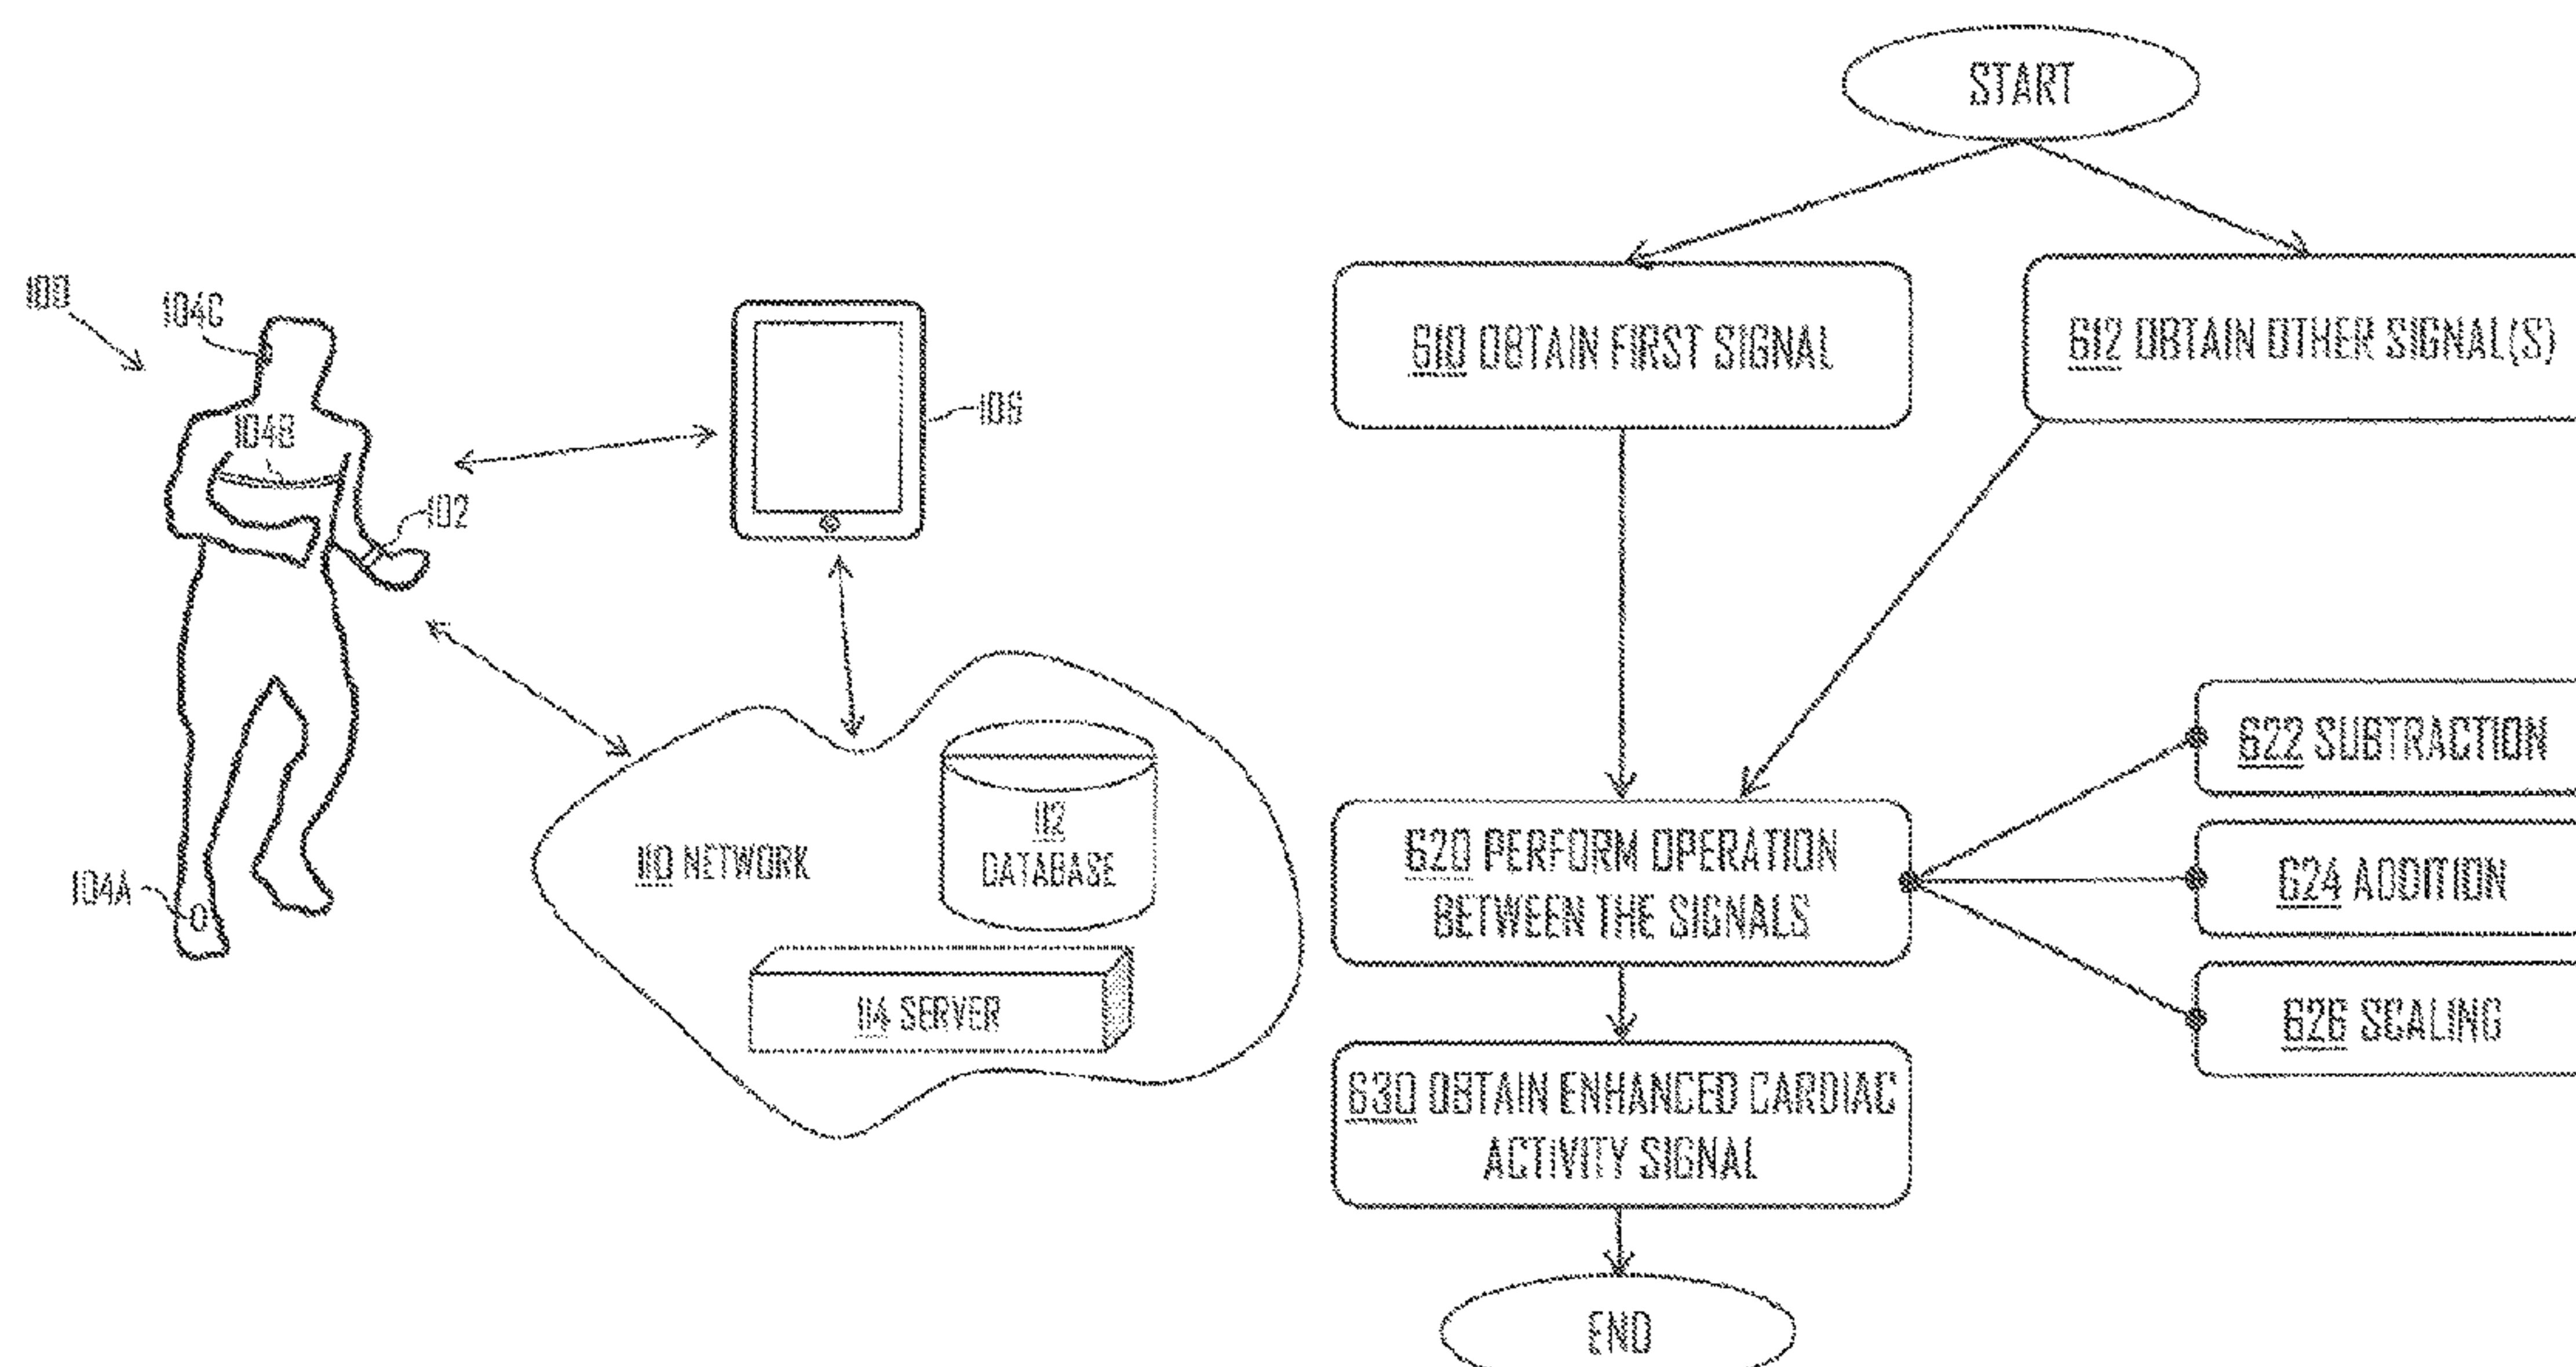 START
100
104C
610 OBTAIN FIRST SIGNAL
612 OBTAIN OTHER SIGNAL(S)
106
104B
102
622 SUBTRACTION
620 PERFORM OPERATION
BETWEEN THE SIGNALS
624 ADDITION
626 SCALING
104A
110 NETWORK
112
DATABASE
114 SERVER
630 OBTAIN ENHANCED CARDIAC
ACTIVITY SIGNAL
END